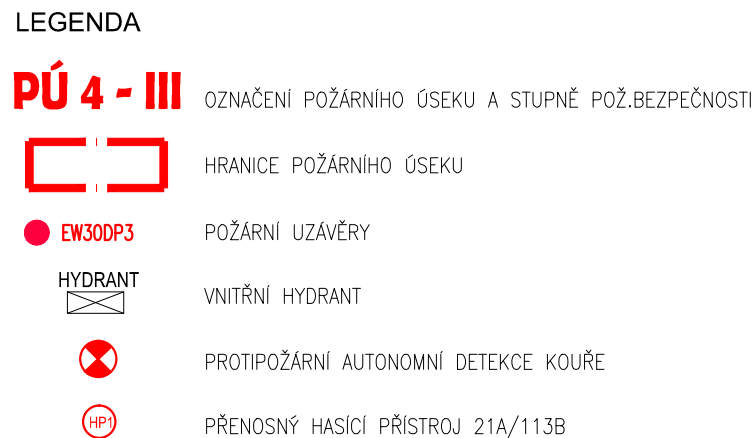 LEGENDA
PÚ 4 - III OZNAČENÍ POŽÁRNÍHO ÚSEKU A STUPNĚ POŽ.BEZPEČNOSTI
HRANICE POŽÁRNÍHO ÚSEKU
EW30DP3 POŽÁRNÍ UZÁVĚRY
HYDRANT
VNITŘNÍ HYDRANT
PROTIPOŽÁRNÍ AUTONOMNÍ DETEKCE KOUŘE
HP1 PŘENOSNÝ HASÍCÍ PŘÍSTROJ 21A/113B